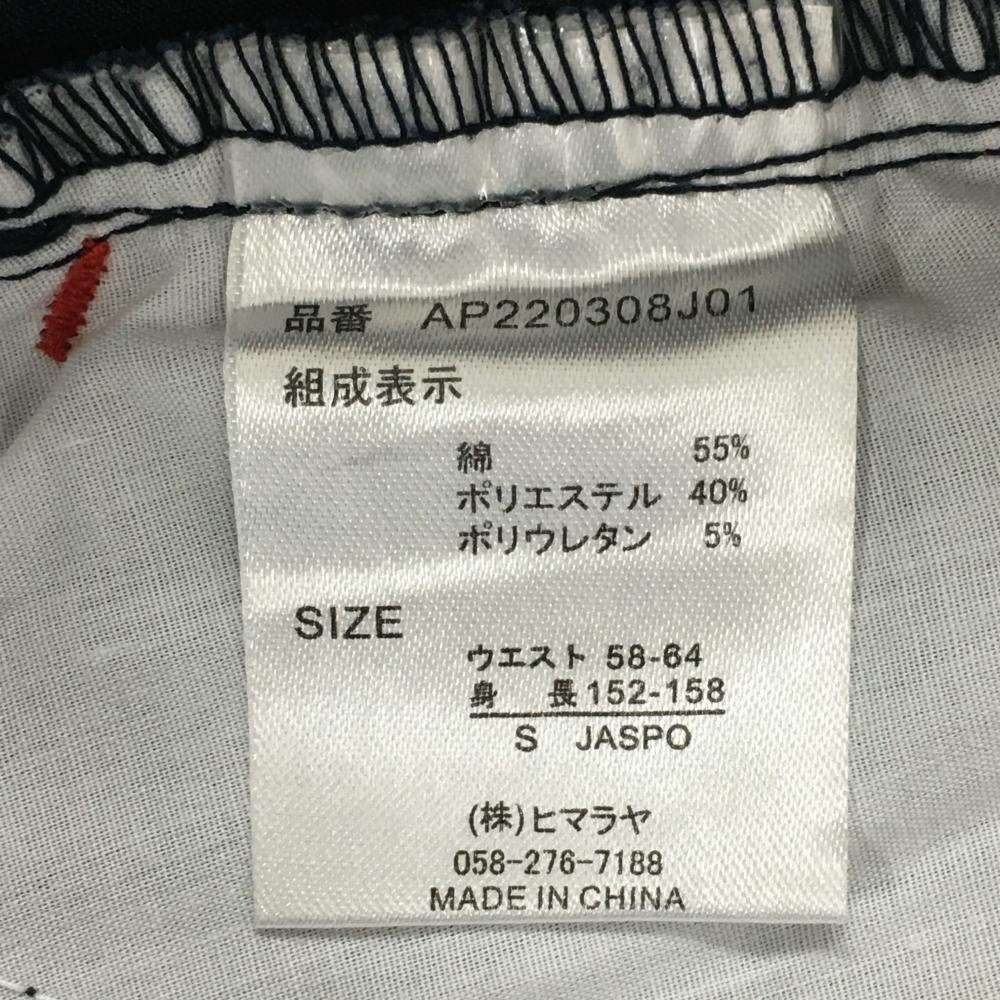 品番 AP220308J01
組成表示
綿 55%
ポリエステル 40%
ポリウレタン 5%
SIZE
ウエスト 58-64
身 長 152-158
S JASPO
(株)ヒマラヤ
058-276-7188
MADE IN CHINA